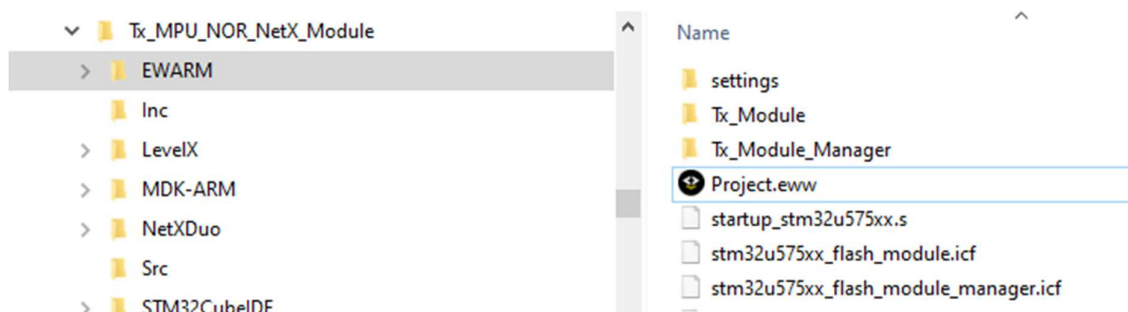 Tx_MPU_NOR_NetX_Module
EWARM
Inc
LevelX
MDK-ARM
NetXDuo
Src
STM32CubeIDE
Name
settings
Tx_Module
Tx_Module_Manager
Project.eww
startup_stm32u575xx.s
stm32u575xx_flash_module.icf
stm32u575xx_flash_module_manager.icf